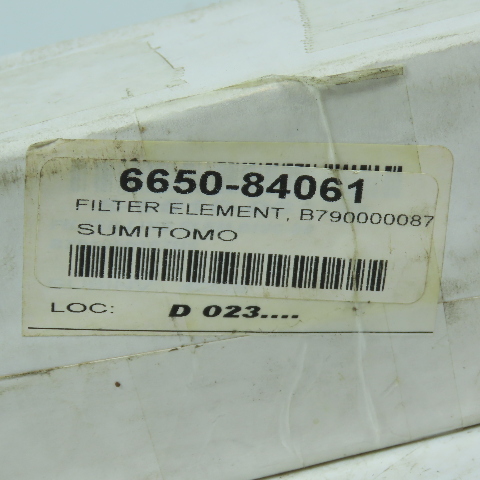 6650-84061
FILTER ELEMENT, B790000087
SUMITOMO
LOC: D 023....